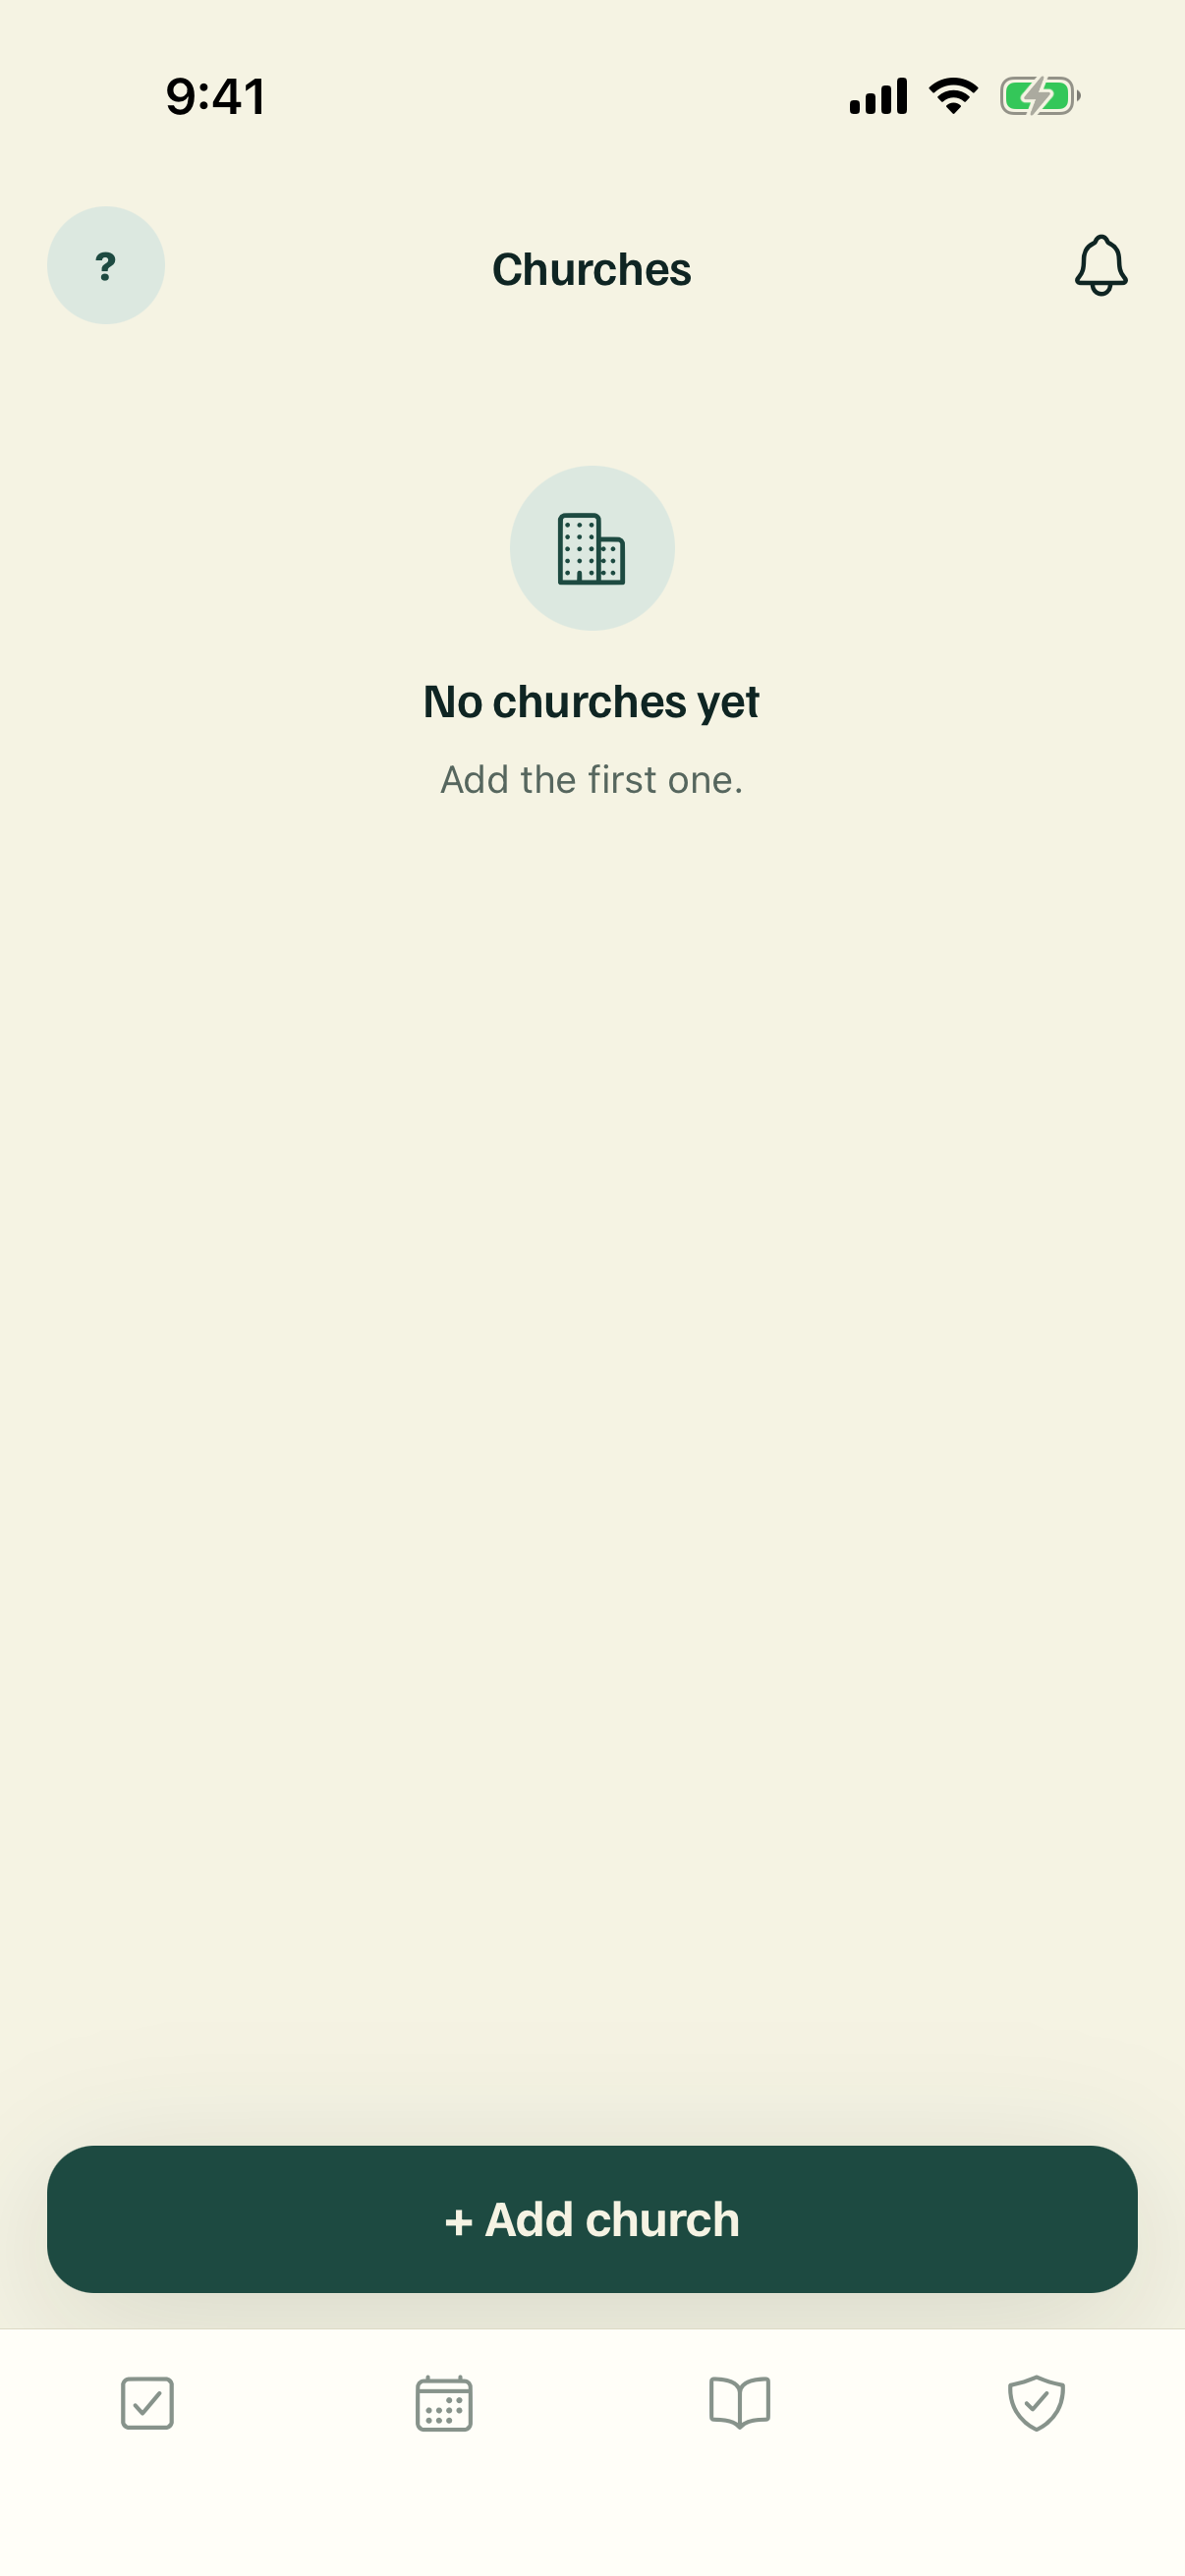 9:41
?
Churches
No churches yet
Add the first one.
+ Add church